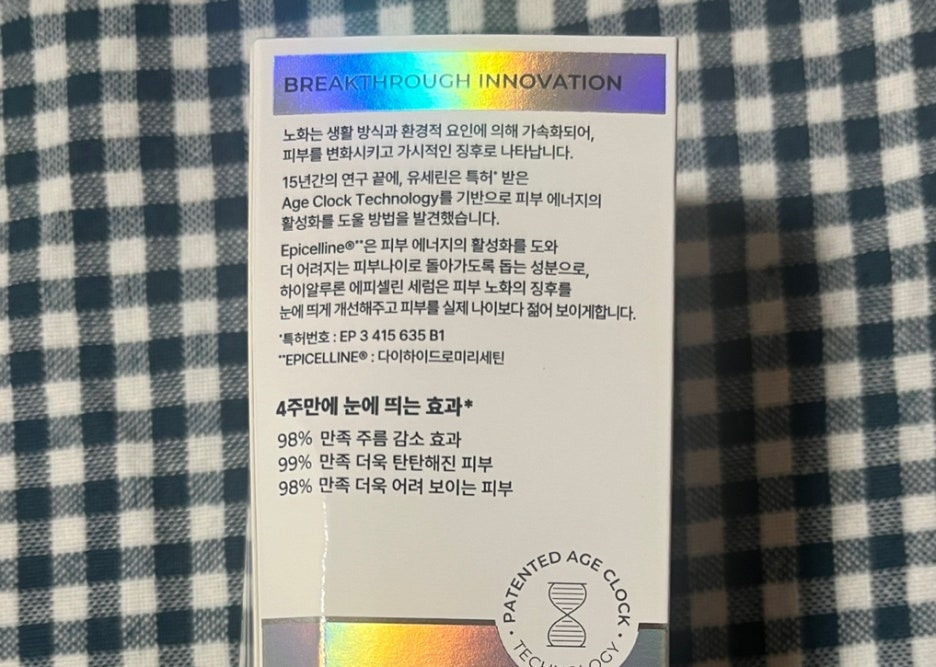 BREAKTHROUGH INNOVATION
노화는 생활 방식과 환경적 요인에 의해 가속화되어,
피부를 변화시키고 가시적인 징후로 나타납니다.
15년간의 연구 끝에, 유세린은 특허* 받은
Age Clock Technology를 기반으로 피부 에너지의
활성화를 도울 방법을 발견했습니다.
Epicelline®**은 피부 에너지의 활성화를 도와
더 어려지는 피부나이로 돌아가도록 돕는 성분으로,
하이알루론 에피셀린 세럼은 피부 노화의 징후를
눈에 띄게 개선해주고 피부를 실제 나이보다 젊어 보이게합니다.
*특허번호 : EP 3 415 635 B1
**EPICELLINE® : 다이하이드로미리세틴
4주만에 눈에 띄는 효과*
98% 만족 주름 감소 효과
99% 만족 더욱 탄탄해진 피부
98% 만족 더욱 어려 보이는 피부
PATENTED AGE CLOCK
• TECHNOLOGY •